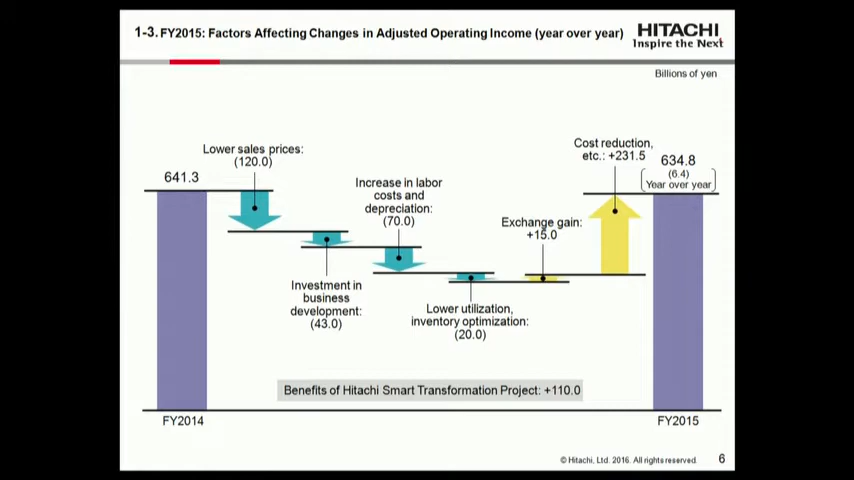 1-3. FY2015: Factors Affecting Changes in Adjusted Operating Income (year over year)
HITACHI
Inspire the Next
Billions of yen
Lower sales prices:
(120.0)
641.3
Increase in labor
costs and
depreciation:
(70.0)
Exchange gain:
+15.0
Cost reduction,
etc.: +231.5
634.8
(6.4)
Year over year
Investment in
business
development:
(43.0)
Lower utilization,
inventory optimization:
(20.0)
Benefits of Hitachi Smart Transformation Project: +110.0
FY2014
FY2015
© Hitachi, Ltd. 2016. All rights reserved.
6